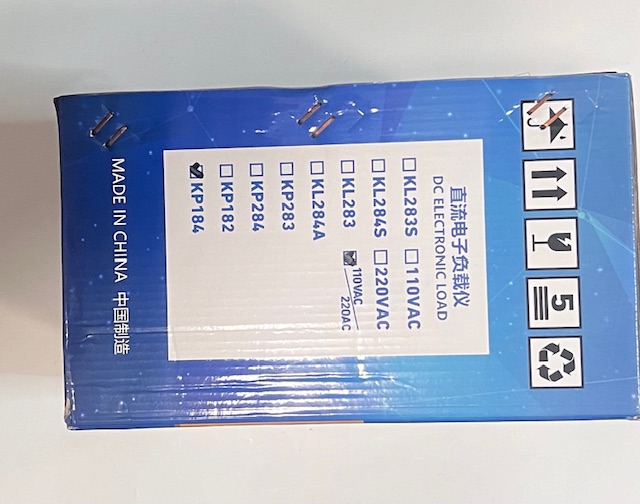 直流电子负载仪
DC ELECTRONIC LOAD
KL283S 110VAC
KL284S 220VAC
KL283 110VAC
220AC
KL284A
KP283
KP284
KP182
KP184
MADE IN CHINA 中国制造
5